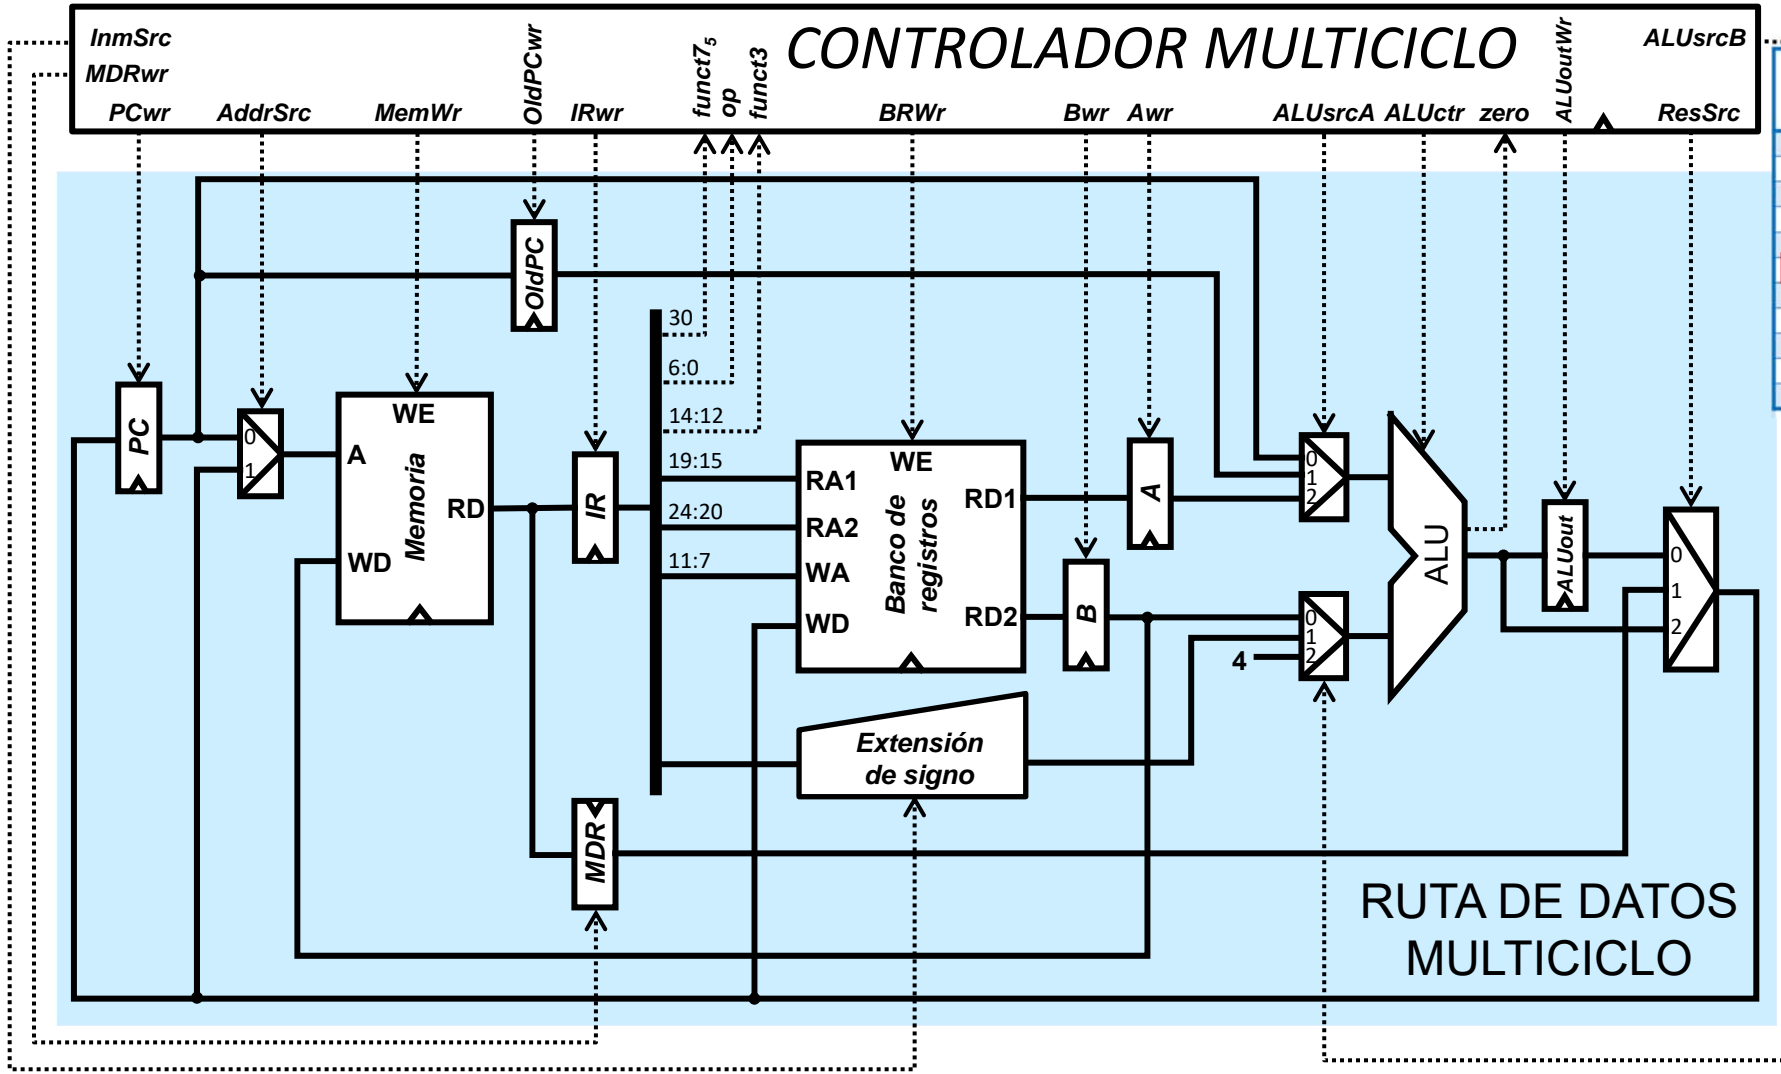 InmSrc
CONTROLADOR MULTICICLO
ALUsrcB
MDRwr
PCwr
AddrSrc
MemWr
OldPCwr
IRwr
funct7₅
op
funct3
BRWr
Bwr
Awr
ALUsrcA
ALUctr
zero
ALUoutWr
ResSrc
OldPC
30
6:0
14:12
19:15
24:20
11:7
PC
0
1
WE
A
RD
WD
Memoria
IR
WE
RA1
RA2
WA
WD
RD1
RD2
Banco de
registros
A
B
0
1
2
0
1
2
4
ALU
ALUout
0
1
2
Extensión
de signo
MDR
RUTA DE DATOS
MULTICICLO